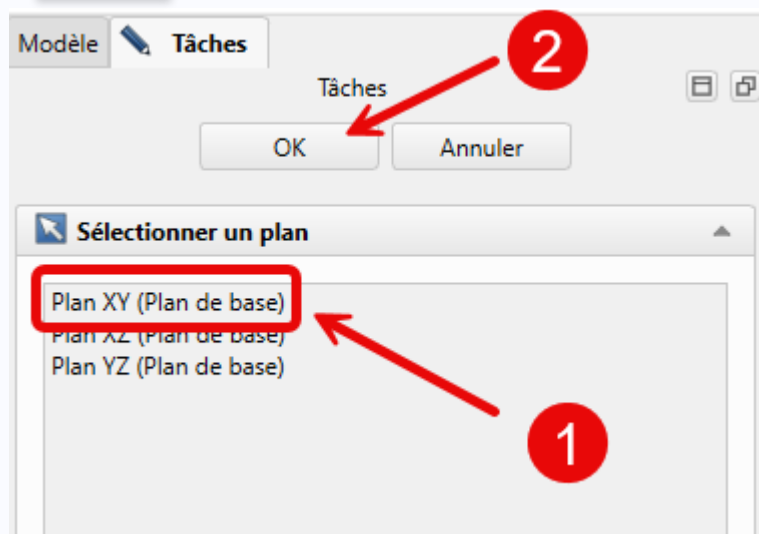 Modèle
Tâches
2
Tâches
OK
Annuler
Sélectionner un plan
Plan XY (Plan de base)
Plan XZ (Plan de base)
Plan YZ (Plan de base)
1